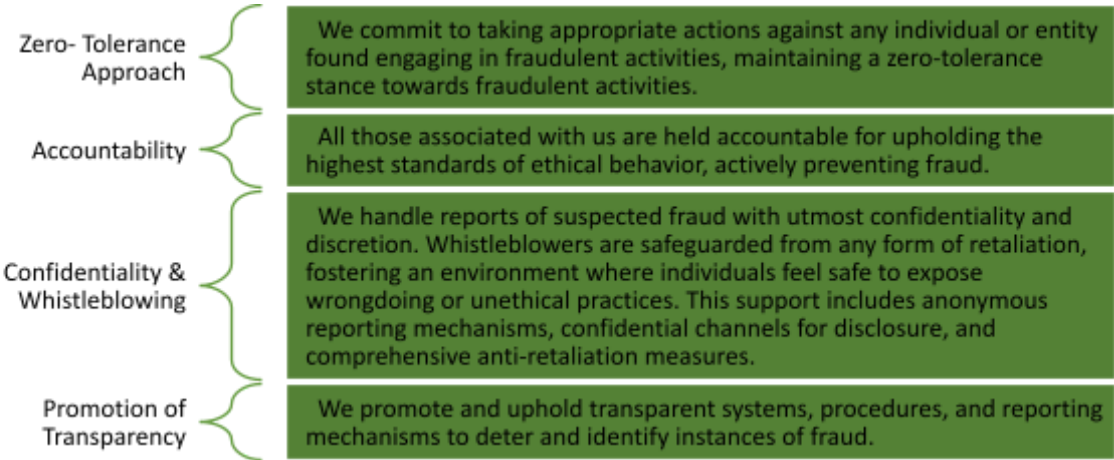 Zero- Tolerance
Approach
We commit to taking appropriate actions against any individual or entity
found engaging in fraudulent activities, maintaining a zero-tolerance
stance towards fraudulent activities.
Accountability
All those associated with us are held accountable for upholding the
highest standards of ethical behavior, actively preventing fraud.
Confidentiality &
Whistleblowing
We handle reports of suspected fraud with utmost confidentiality and
discretion. Whistleblowers are safeguarded from any form of retaliation,
fostering an environment where individuals feel safe to expose
wrongdoing or unethical practices. This support includes anonymous
reporting mechanisms, confidential channels for disclosure, and
comprehensive anti-retaliation measures.
Promotion of
Transparency
We promote and uphold transparent systems, procedures, and reporting
mechanisms to deter and identify instances of fraud.